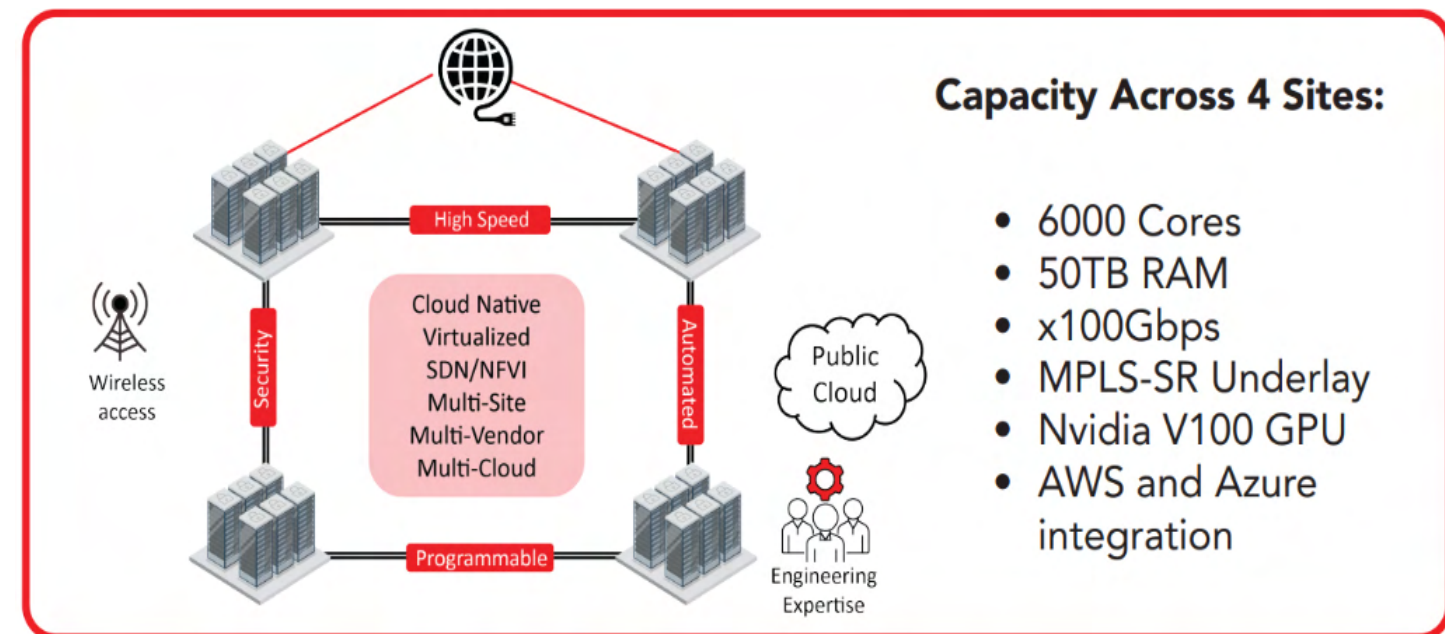 Capacity Across 4 Sites:
High Speed
Security
Cloud Native
Virtualized
SDN/NFVI
Multi-Site
Multi-Vendor
Multi-Cloud
Automated
Programmable
Wireless
access
Public
Cloud
Engineering
Expertise
• 6000 Cores
• 50TB RAM
• x100Gbps
• MPLS-SR Underlay
• Nvidia V100 GPU
• AWS and Azure
integration